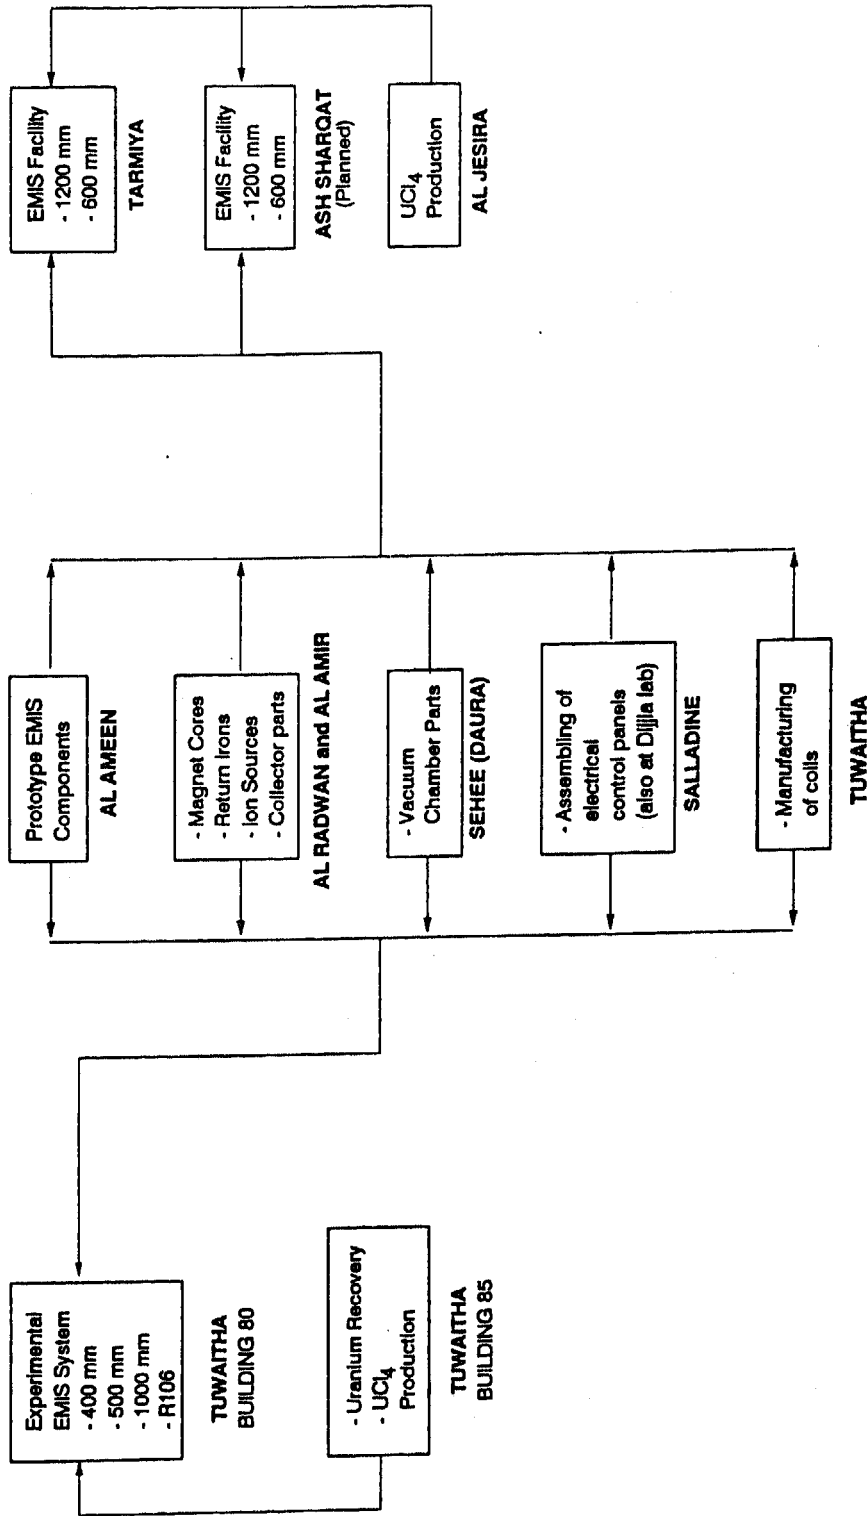 Experimental
EMIS System
- 400 mm
- 500 mm
- 1000 mm
- R106
TUWAITHA
BUILDING 80
- Uranium Recovery
- UCl4
Production
TUWAITHA
BUILDING 85
Prototype EMIS
Components
AL AMEEN
- Magnet Cores
- Return Irons
- Ion Sources
- Collector parts
AL RADWAN and AL AMIR
- Vacuum
Chamber Parts
SEHEE (DAURA)
- Assembling of
electrical
control panels
(also at Dijjla lab)
SALLADINE
- Manufacturing
of coils
TUWAITHA
EMIS Facility
- 1200 mm
- 600 mm
TARMIYA
EMIS Facility
- 1200 mm
- 600 mm
ASH SHARQAT
(Planned)
UCl4
Production
AL JESIRA